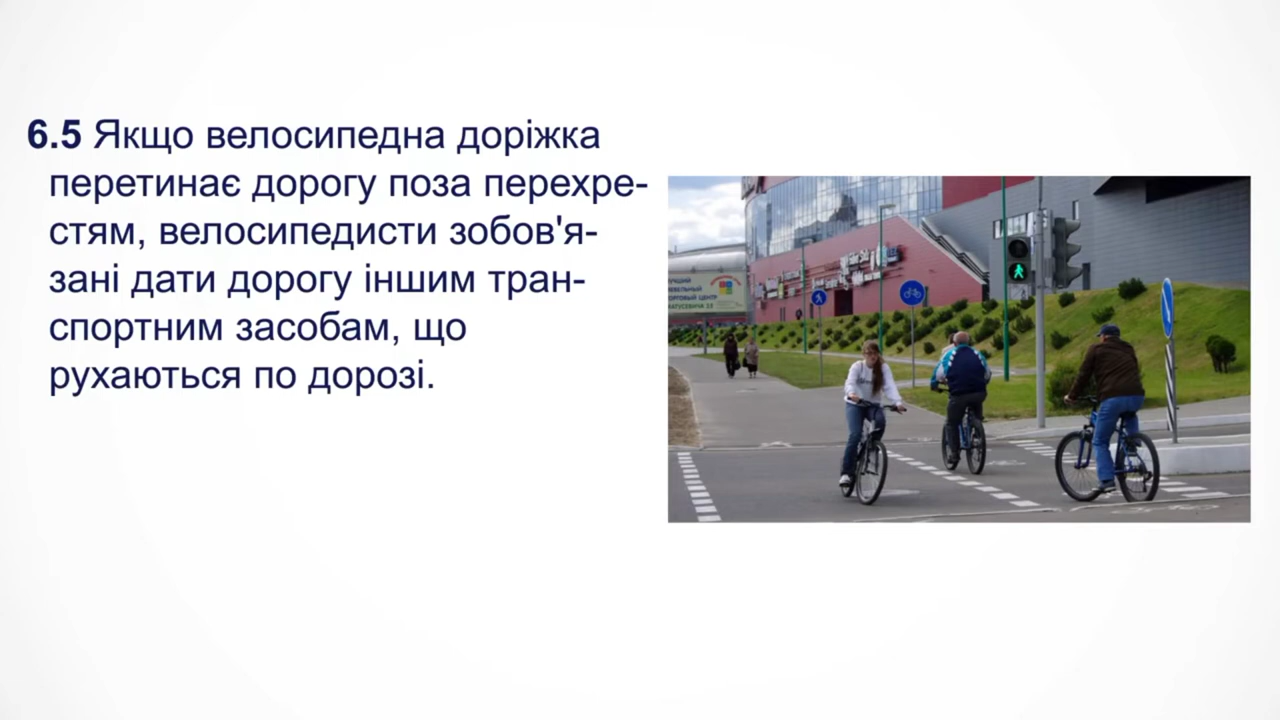 6.5 Якщо велосипедна доріжка
перетинає дорогу поза перехре-
стям, велосипедисти зобов'я-
зані дати дорогу іншим тран-
спортним засобам, що
рухаються по дорозі.